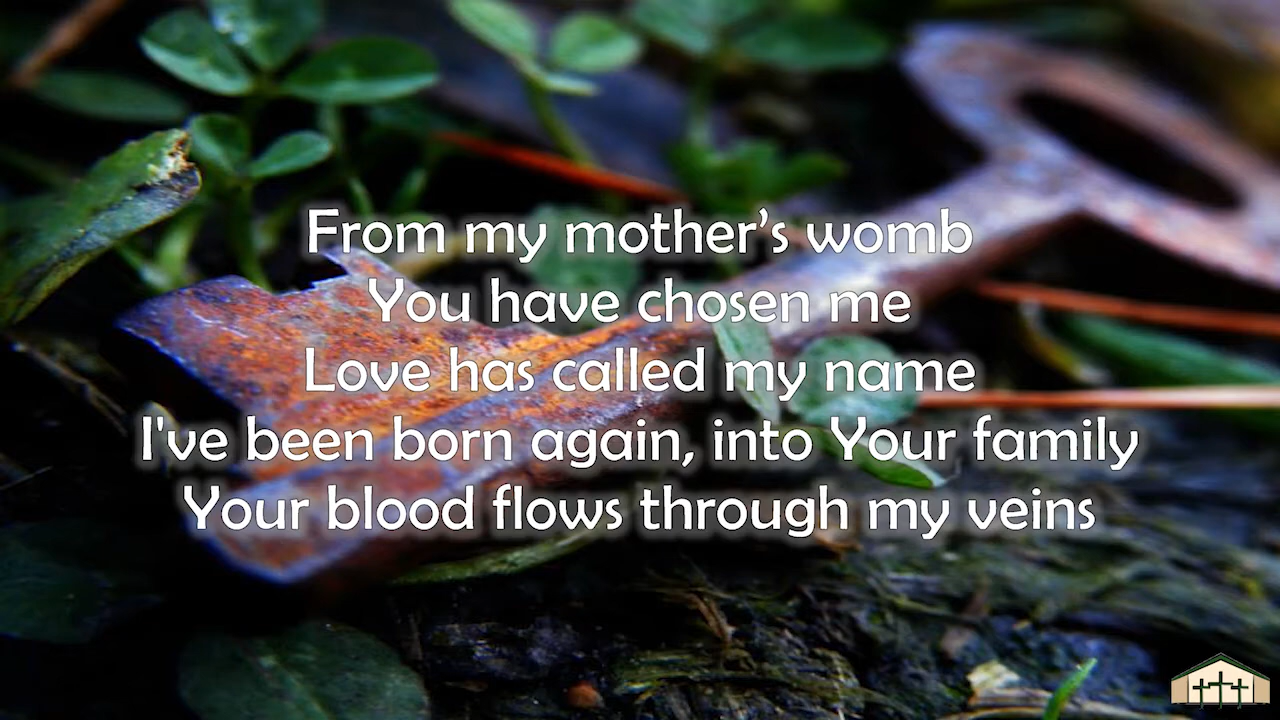 From my mother’s womb
You have chosen me
Love has called my name
I've been born again, into Your family
Your blood flows through my veins